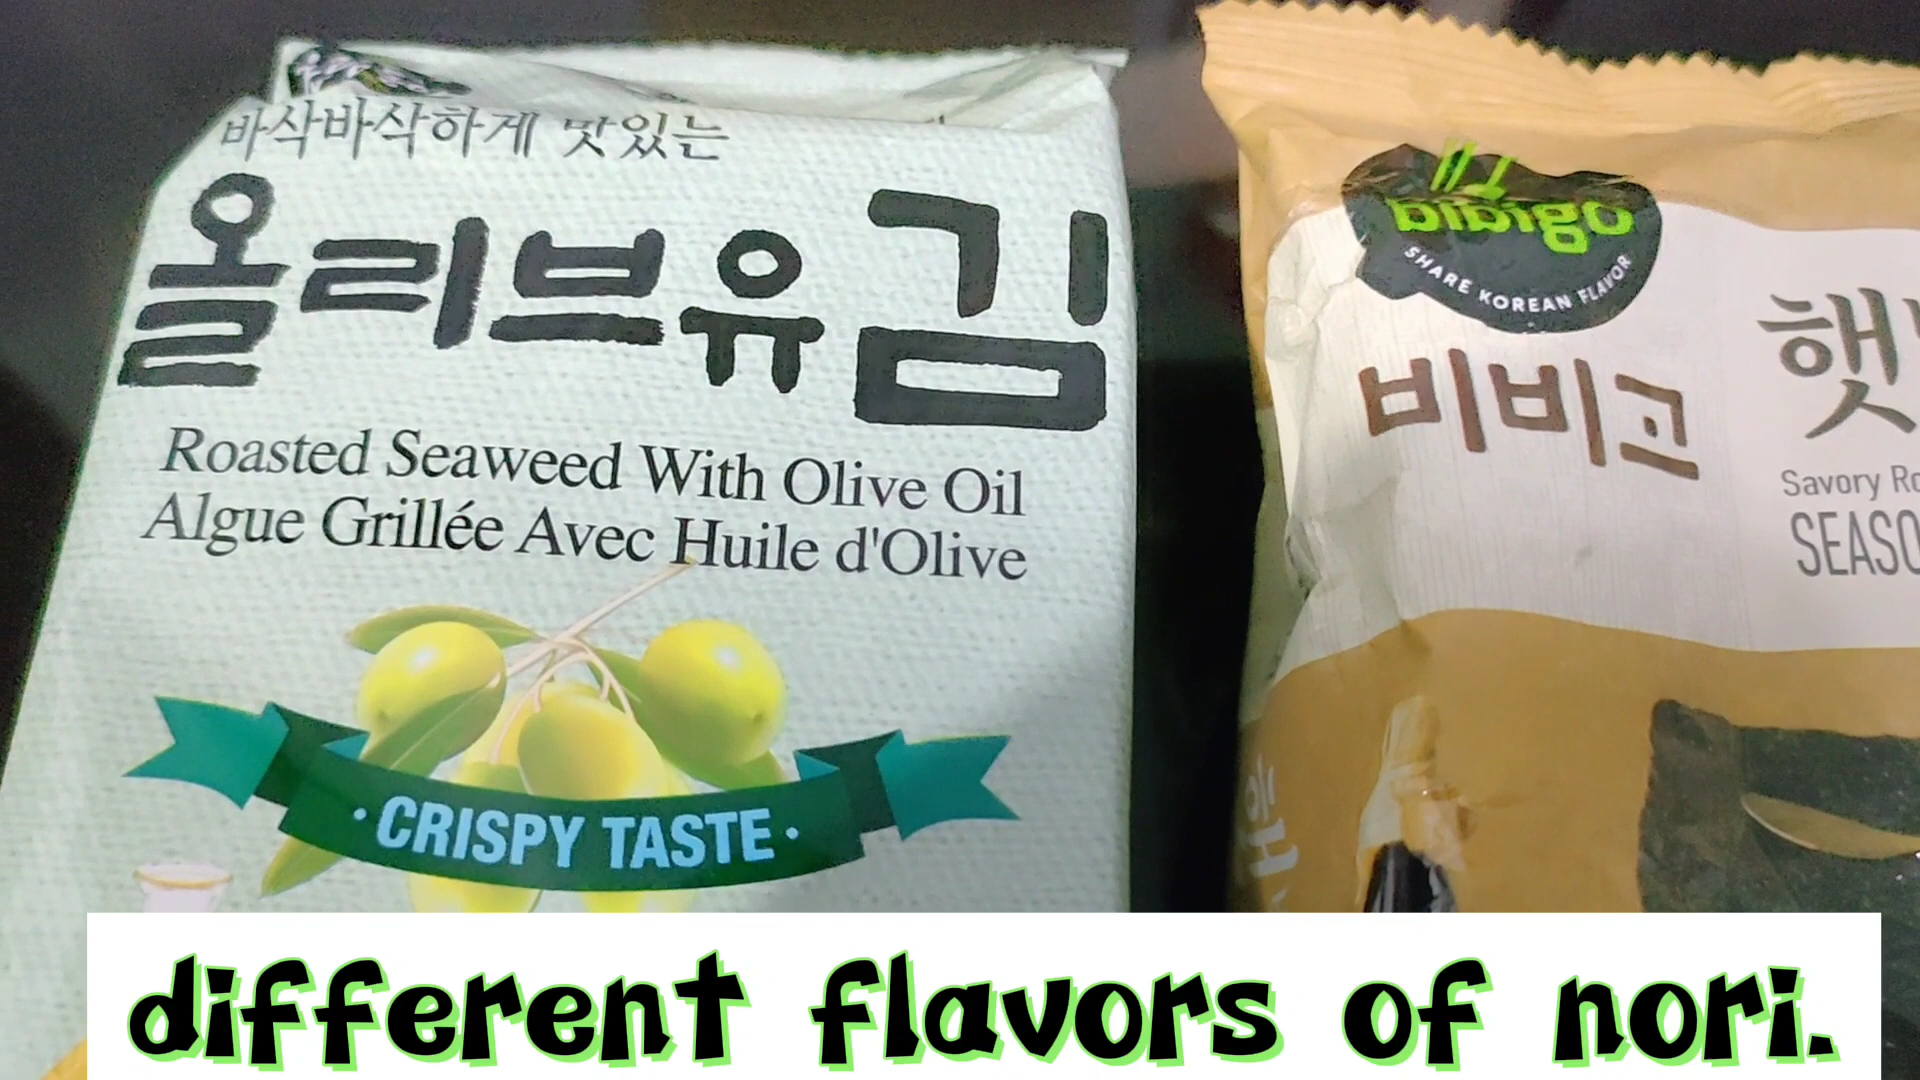 바삭바삭하게 맛있는
올리브유김
Roasted Seaweed With Olive Oil
Algue Grillée Avec Huile d'Olive
· CRISPY TASTE ·
bibigo
SHARE KOREAN FLAVOR
비비고
햇
Savory
different flavors of nori.